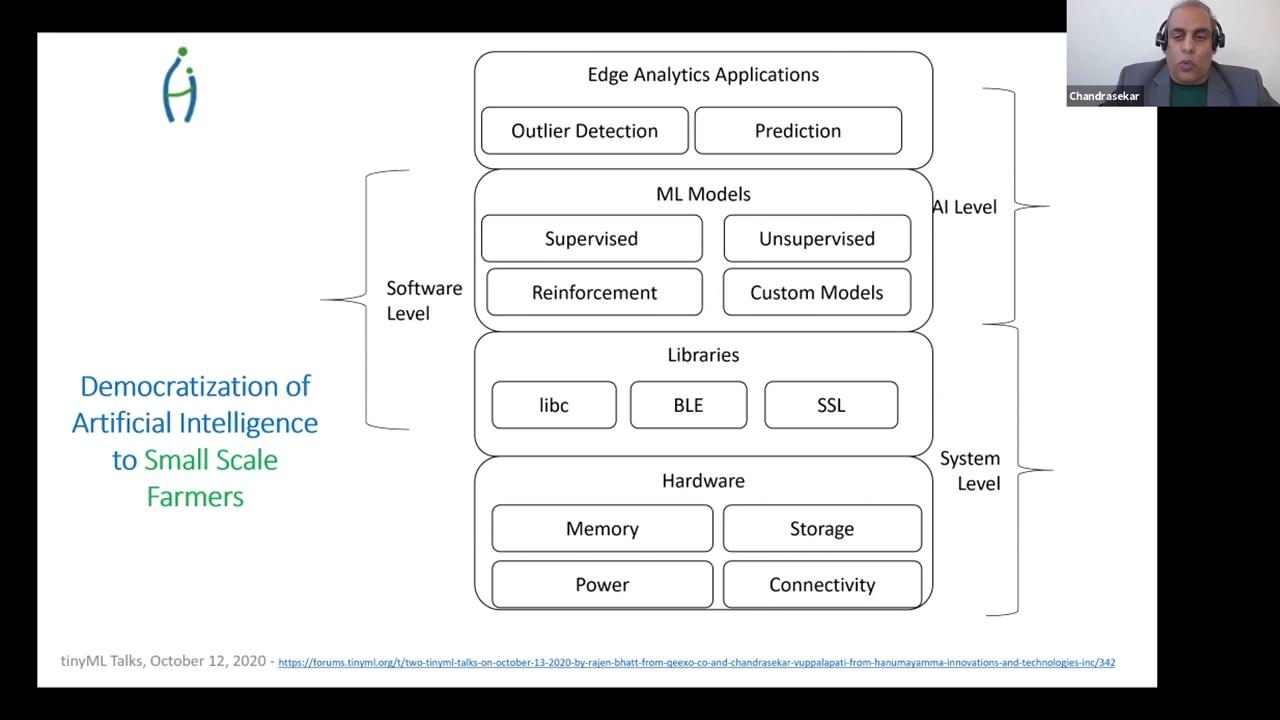 Chandrasekar
Edge Analytics Applications
Outlier Detection
Prediction
ML Models
Supervised
Unsupervised
Reinforcement
Custom Models
AI Level
Software
Level
Libraries
libc
BLE
SSL
Democratization of
Artificial Intelligence
to Small Scale
Farmers
System
Level
Hardware
Memory
Storage
Power
Connectivity
tinyML Talks, October 12, 2020 - https://forums.tinyml.org/t/two-tinyml-talks-on-october-13-2020-by-rajen-bhatt-from-qeexo-co-and-chandrasekar-vuppalapati-from-hanumayamma-innovations-and-technologies-inc/342